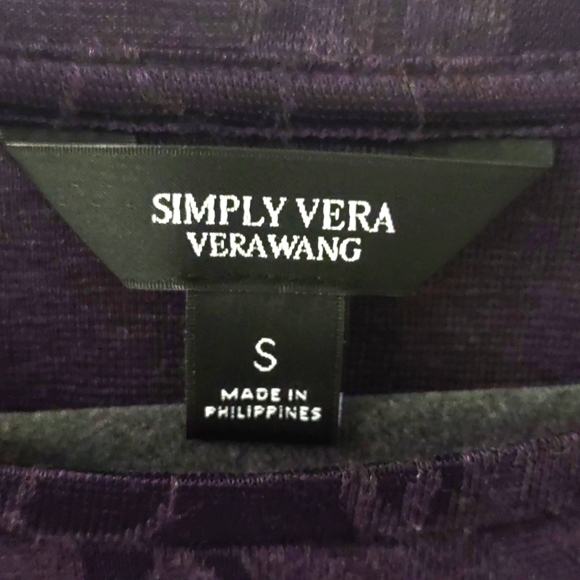 SIMPLY VERA
VERAWANG
S
MADE IN
PHILIPPINES